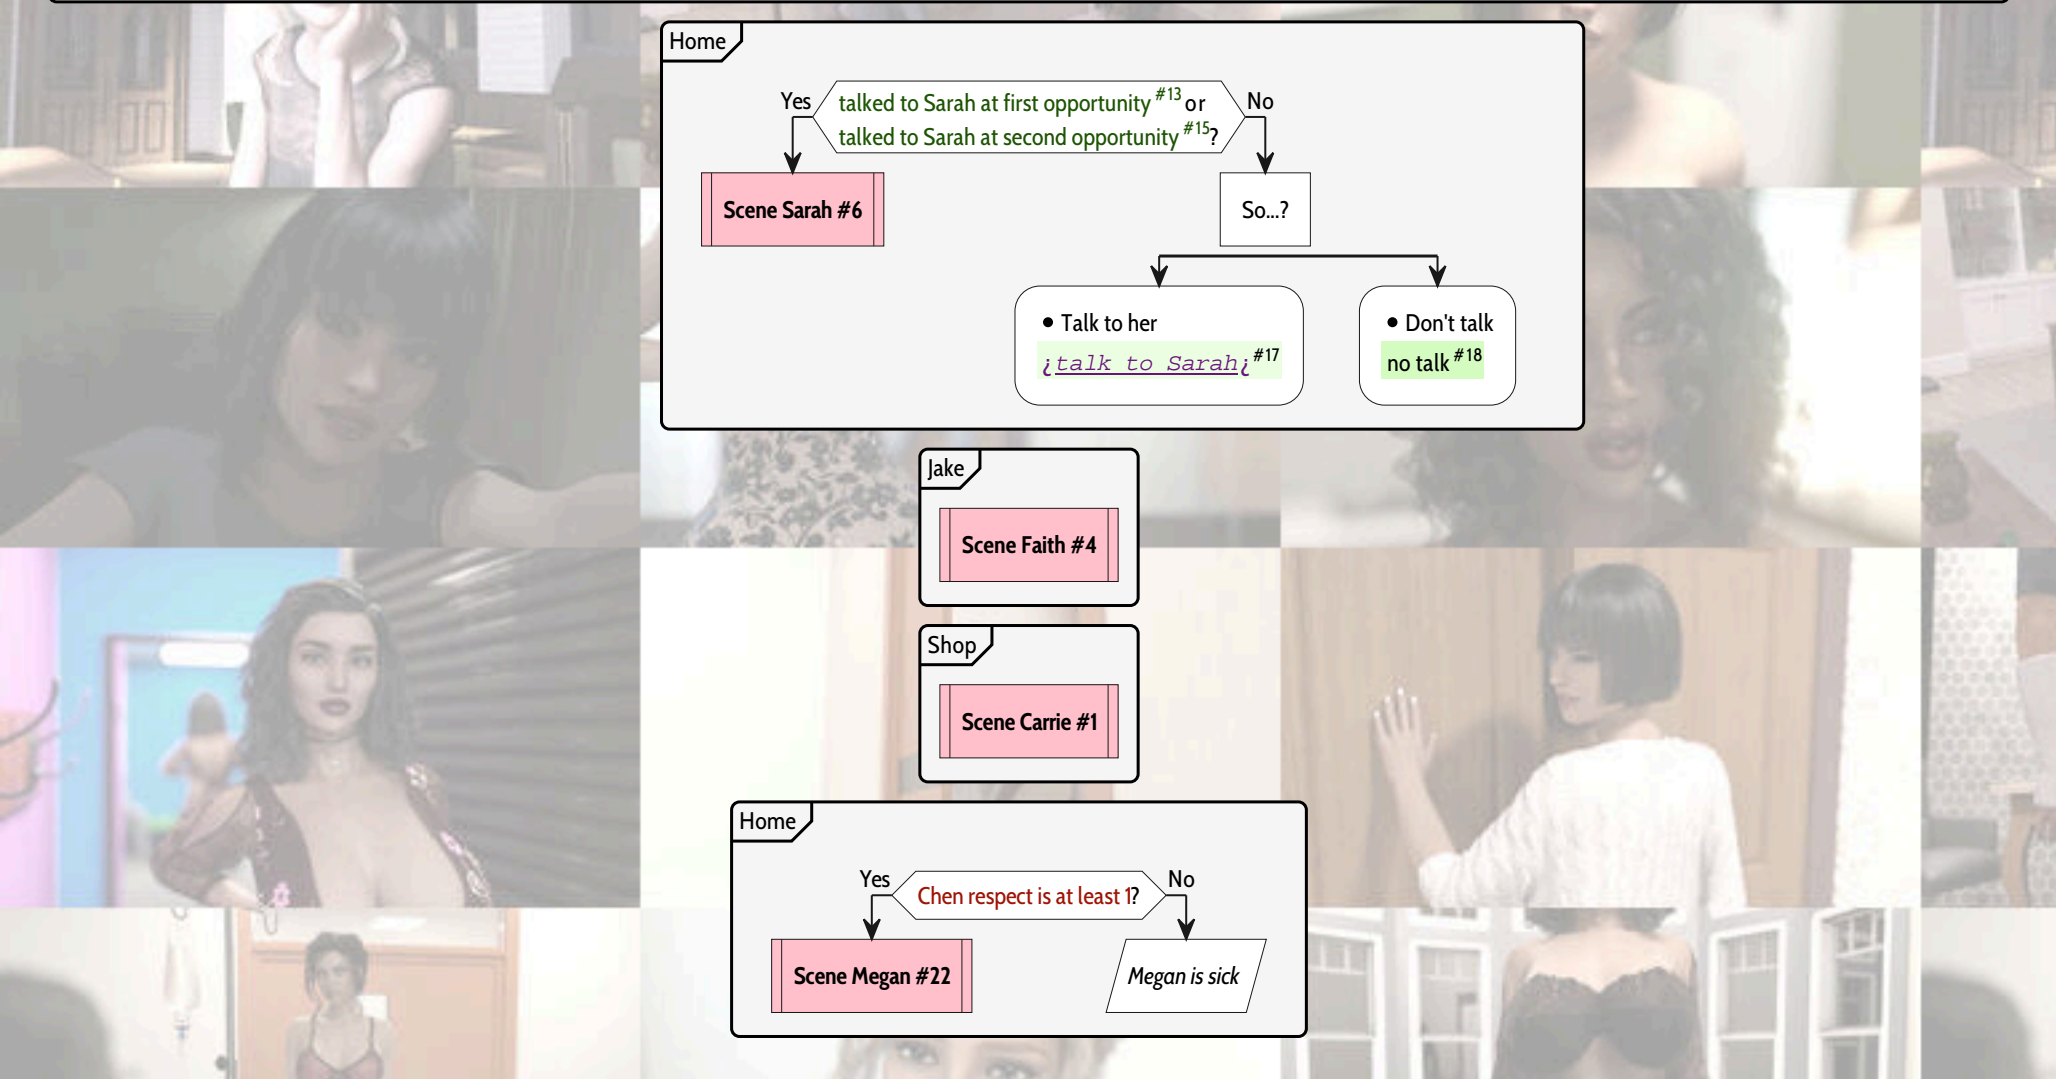 Home
Yes
talked to Sarah at first opportunity #13 or
talked to Sarah at second opportunity #15?
No
Scene Sarah #6
So...?
• Talk to her
¿talk to Sarah¿ #17
• Don't talk
no talk #18
Jake
Scene Faith #4
Shop
Scene Carrie #1
Home
Yes
Chen respect is at least 1?
No
Scene Megan #22
Megan is sick